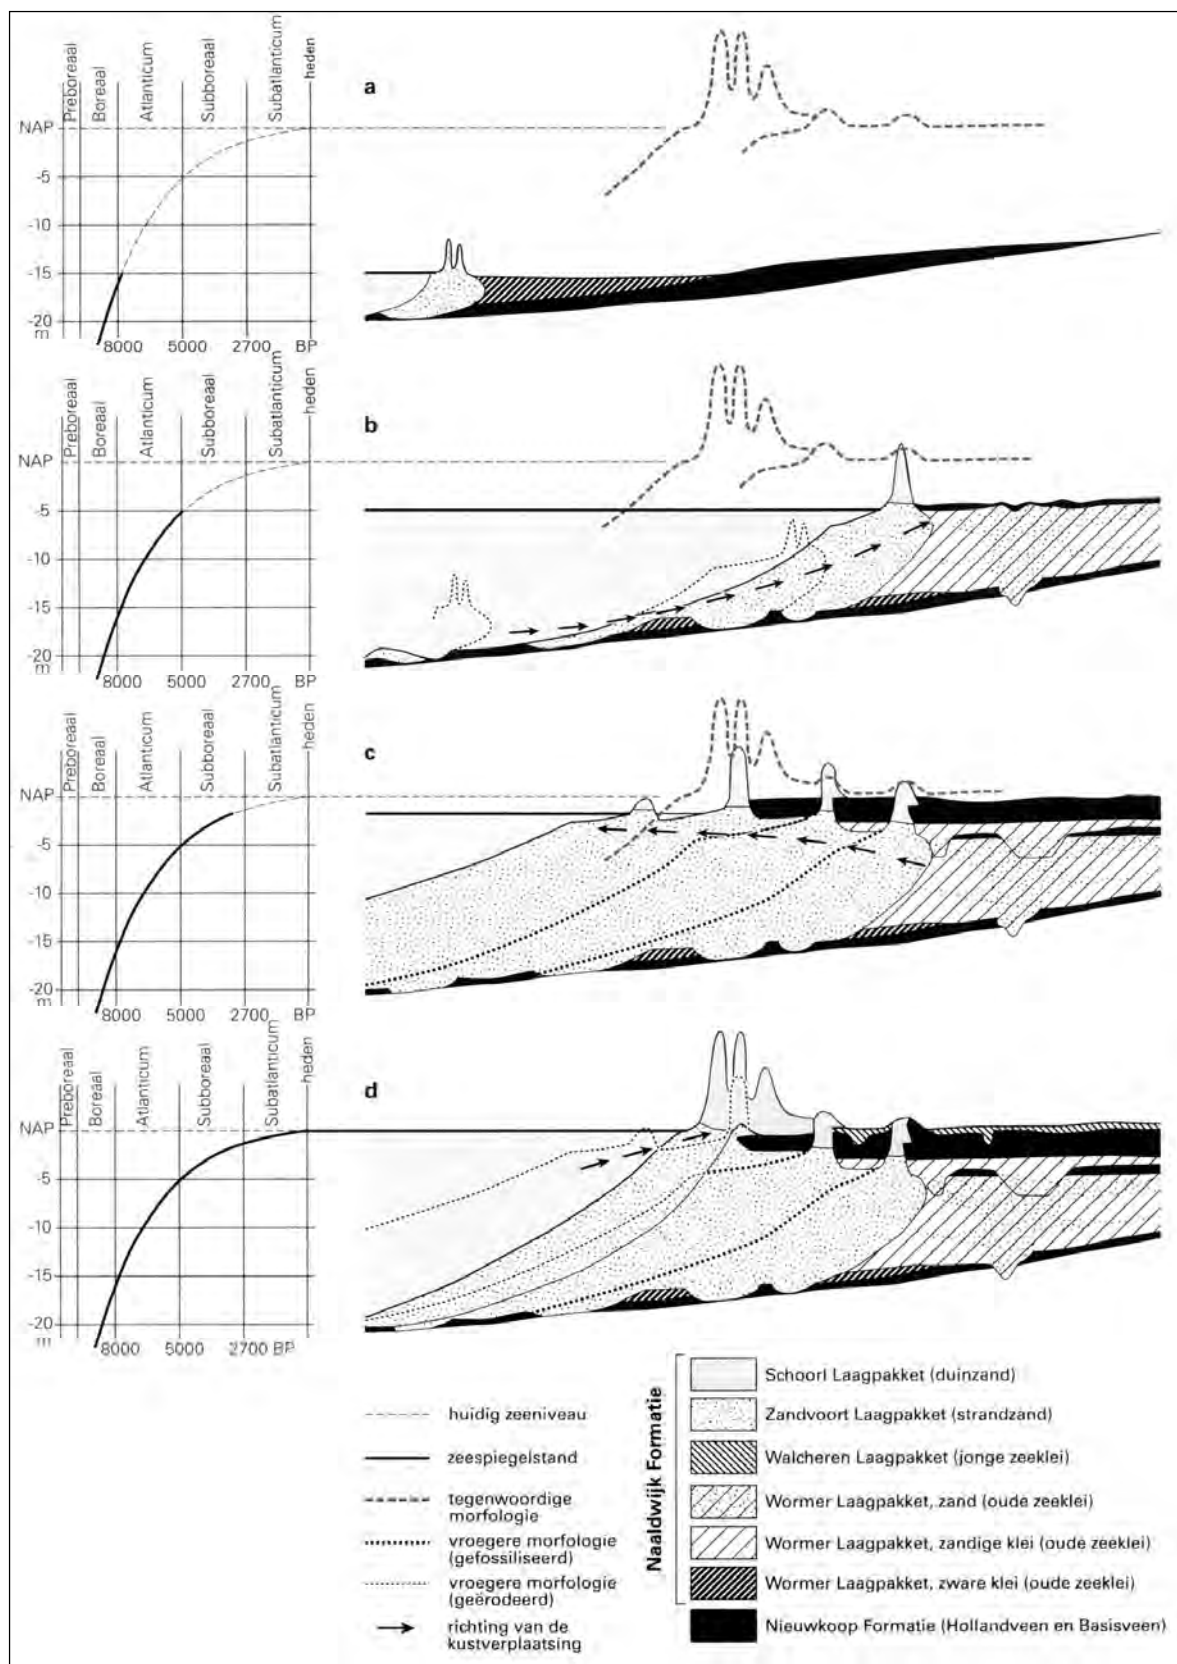 Preboreaal
Boreaal
Atlanticum
Subboreaal
Subatlanticum
heden
a
NAP
-5
-10
-15
-20
m
8000 5000 2700 BP
Preboreaal
Boreaal
Atlanticum
Subboreaal
Subatlanticum
heden
b
NAP
-5
-10
-15
-20
m
8000 5000 2700 BP
Preboreaal
Boreaal
Atlanticum
Subboreaal
Subatlanticum
heden
c
NAP
-5
-10
-15
-20
m
8000 5000 2700 BP
Preboreaal
Boreaal
Atlanticum
Subboreaal
Subatlanticum
heden
d
NAP
-5
-10
-15
-20
m
8000 5000 2700 BP
huidig zeeniveau
zeespiegelstand
tegenwoordige
morfologie
vroegere morfologie
(gefossiliseerd)
vroegere morfologie
(geërodeerd)
richting van de
kustverplaatsing
Naaldwijk Formatie
Schoorl Laagpakket (duinzand)
Zandvoort Laagpakket (strandzand)
Walcheren Laagpakket (jonge zeeklei)
Wormer Laagpakket, zand (oude zeeklei)
Wormer Laagpakket, zandige klei (oude zeeklei)
Wormer Laagpakket, zware klei (oude zeeklei)
Nieuwkoop Formatie (Hollandveen en Basisveen)